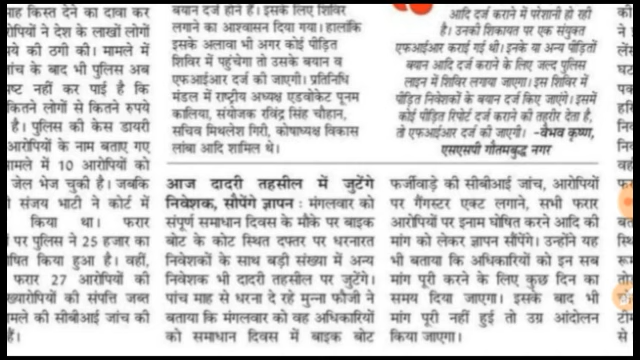 माह किस्त देने का दावा कर
रोपियों ने देश के लाखों लोगों
ये की ठगी की। मामले में
ांच के बाद भी पुलिस अब
ष्ट नहीं कर पाई है कि
कितने लोगों से कितने रुपये
है। पुलिस की केस डायरी
आरोपियों के नाम बताए गए
मामले में 10 आरोपियों को
जेल भेज चुकी है। जबकि
संजय भाटी ने कोर्ट में
किया था। फरार
पर पुलिस ने 25 हजार का
षित किया हुआ है। वहीं,
फरार 27 आरोपियों की
ख्यारोपियों की संपत्ति जब्त
ामले की सीबीआई जांच की
हैं।
बयान दर्ज होने हैं। इसके लिए शिविर
लगाने का आश्वासन दिया गया। हालांकि
इसके अलावा भी अगर कोई पीड़ित
शिविर में पहुंचेगा तो उसके बयान व
एफआईआर दर्ज की जाएगी। प्रतिनिधि
मंडल में राष्ट्रीय अध्यक्ष एडवोकेट पूनम
कालिया, संयोजक रविंद्र सिंह चौहान,
सचिव मिथलेश गिरी, कोषाध्यक्ष विकास
लांबा आदि शामिल थे।
आदि दर्ज कराने में परेशानी हो रही
है। उनकी शिकायत पर एक संयुक्त
एफआईआर कराई गई थी। इनके या अन्य पीड़ितों
बयान आदि दर्ज कराने के लिए जल्द पुलिस
लाइन में शिविर लगाया जाएगा। इस शिविर में
पीड़ित निवेशकों के बयान दर्ज किए जाएंगे। इसमें
कोई पीड़ित रिपोर्ट दर्ज कराने की तहरीर देता है,
तो एफआईआर दर्ज की जाएगी। -वैभव कृष्णा,
एसएसपी गौतमबुद्ध नगर
आज दादरी तहसील में जुटेंगे
निवेशक, सौंपेंगे ज्ञापन : मंगलवार को
संपूर्ण समाधान दिवस के मौके पर बाइक
बोट के कोट स्थित दफ्तर पर धरनारत
निवेशकों के साथ बड़ी संख्या में अन्य
निवेशक भी दादरी तहसील पर जुटेंगे।
पांच माह से धरना दे रहे मुन्ना फौजी ने
बताया कि मंगलवार को वह अधिकारियों
को समाधान दिवस में बाइक बोट
फर्जीवाड़े की सीबीआई जांच, आरोपियों
पर गैंगस्टर एक्ट लगाने, सभी फरार
आरोपियों पर इनाम घोषित करने आदि की
मांग को लेकर ज्ञापन सौंपेंगे। उन्होंने यह
भी बताया कि अधिकारियों को इन सब
मांग पूरी करने के लिए कुछ दिन का
समय दिया जाएगा। इसके बाद भी
मांग पूरी नहीं हुई तो उग्र आंदोलन
किया जाएगा।